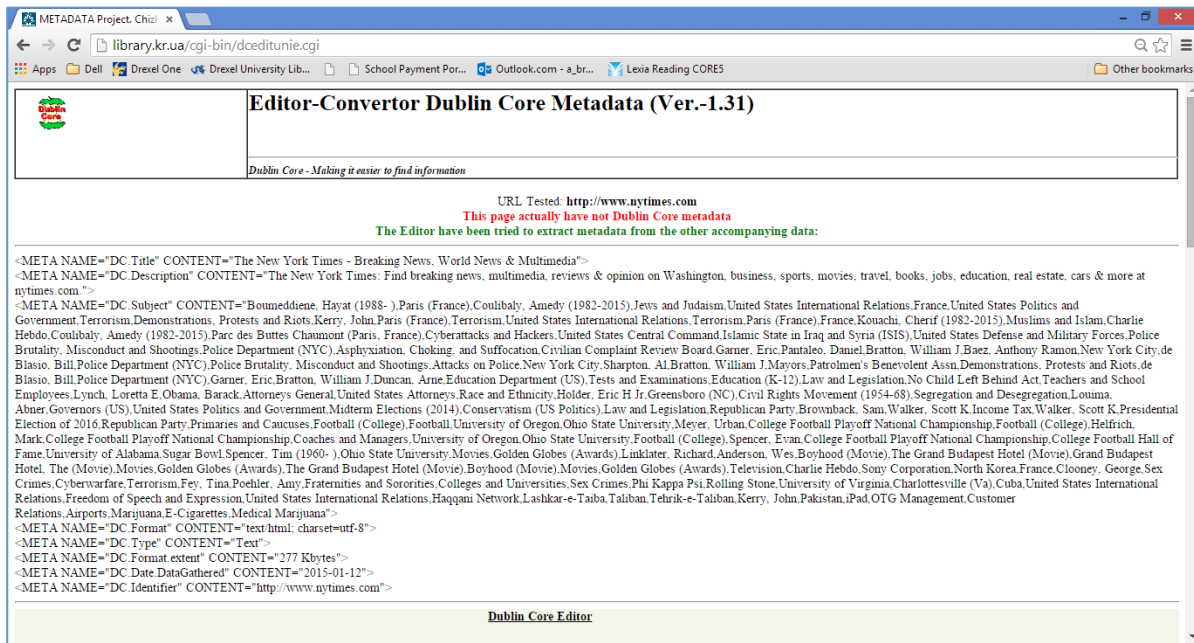 METADATA Project. Chizh
library.kr.ua/cgi-bin/dceditunie.cgi
Apps Dell Drexel One Drexel University Lib... School Payment Por... Outlook.com - a_br... Lexia Reading CORE5 Other bookmarks
Dublin
Core
Editor-Convertor Dublin Core Metadata (Ver.-1.31)
Dublin Core - Making it easier to find information
URL Tested: http://www.nytimes.com
This page actually have not Dublin Core metadata
The Editor have been tried to extract metadata from the other accompanying data:
<META NAME="DC.Title" CONTENT="The New York Times - Breaking News, World News & Multimedia">
<META NAME="DC.Description" CONTENT="The New York Times: Find breaking news, multimedia, reviews & opinion on Washington, business, sports, movies, travel, books, jobs, education, real estate, cars & more at
nytimes.com.">
<META NAME="DC.Subject" CONTENT="Boumeddiene, Hayat (1988- ),Paris (France),Coulibaly, Amedy (1982-2015),Jews and Judaism,United States International Relations,France,United States Politics and
Government,Terrorism,Demonstrations, Protests and Riots,Kerry, John,Paris (France),Terrorism,United States International Relations,Terrorism,Paris (France),France,Kouachi, Cherif (1982-2015),Muslims and Islam,Charlie
Hebdo,Coulibaly, Amedy (1982-2015),Parc des Buttes Chaumont (Paris, France),Cyberattacks and Hackers,United States Central Command,Islamic State in Iraq and Syria (ISIS),United States Defense and Military Forces,Police
Brutality, Misconduct and Shootings,Police Department (NYC),Asphyxiation, Choking, and Suffocation,Civilian Complaint Review Board,Garner, Eric,Pantaleo, Daniel,Bratton, William J,Baez, Anthony Ramon,New York City,de
Blasio, Bill,Police Department (NYC),Police Brutality, Misconduct and Shootings,Attacks on Police,New York City,Sharpton, Al,Bratton, William J,Mayors,Patrolmen's Benevolent Assn,Demonstrations, Protests and Riots,de
Blasio, Bill,Police Department (NYC),Garner, Eric,Bratton, William J,Duncan, Arne,Education Department (US),Tests and Examinations,Education (K-12),Law and Legislation,No Child Left Behind Act,Teachers and School
Employees,Lynch, Loretta E,Obama, Barack,Attorneys General,United States Attorneys,Race and Ethnicity,Holder, Eric H Jr,Greensboro (NC),Civil Rights Movement (1954-68),Segregation and Desegregation,Louima,
Abner,Governors (US),United States Politics and Government,Midterm Elections (2014),Conservatism (US Politics),Law and Legislation,Republican Party,Brownback, Sam,Walker, Scott K,Income Tax,Walker, Scott K,Presidential
Election of 2016,Republican Party,Primaries and Caucuses,Football (College),Football,University of Oregon,Ohio State University,Meyer, Urban,College Football Playoff National Championship,Football (College),Helfrich,
Mark,College Football Playoff National Championship,Coaches and Managers,University of Oregon,Ohio State University,Football (College),Spencer, Evan,College Football Playoff National Championship,College Football Hall of
Fame,University of Alabama,Sugar Bowl,Spencer, Tim (1960- ),Ohio State University,Movies,Golden Globes (Awards),Linklater, Richard,Anderson, Wes,Boyhood (Movie),The Grand Budapest Hotel (Movie),Grand Budapest
Hotel, The (Movie),Movies,Golden Globes (Awards),The Grand Budapest Hotel (Movie),Boyhood (Movie),Movies,Golden Globes (Awards),Television,Charlie Hebdo,Sony Corporation,North Korea,France,Clooney, George,Sex
Crimes,Cyberwarfare,Terrorism,Fey, Tina,Poehler, Amy,Fraternities and Sororities,Colleges and Universities,Sex Crimes,Phi Kappa Psi,Rolling Stone,University of Virginia,Charlottesville (Va),Cuba,United States International
Relations,Freedom of Speech and Expression,United States International Relations,Haqqani Network,Lashkar-e-Taiba,Taliban,Tehrik-e-Taliban,Kerry, John,Pakistan,iPad,OTG Management,Customer
Relations,Airports,Marijuana,E-Cigarettes,Medical Marijuana">
<META NAME="DC.Format" CONTENT="text/html; charset=utf-8">
<META NAME="DC.Type" CONTENT="Text">
<META NAME="DC.Format.extent" CONTENT="277 Kbytes">
<META NAME="DC.Date.DataGathered" CONTENT="2015-01-12">
<META NAME="DC.Identifier" CONTENT="http://www.nytimes.com">
Dublin Core Editor